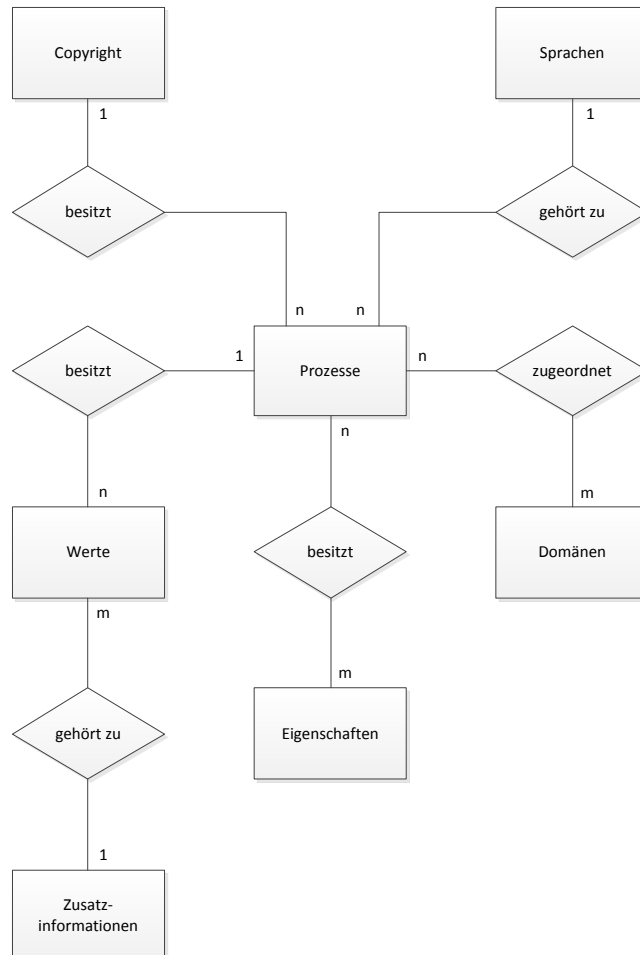 Copyright
Sprachen
1
1
besitzt
gehört zu
n
n
besitzt
1
Prozesse
n
zugeordnet
n
n
m
Werte
besitzt
Domänen
m
m
gehört zu
Eigenschaften
1
Zusatz-
informationen